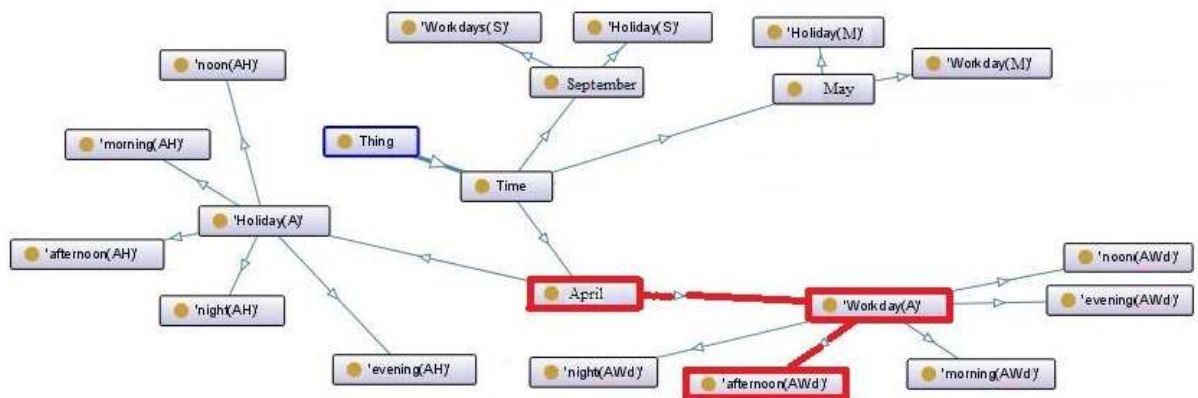 'Workdays(S)'
'Holiday(S)'
'Holiday(M)'
'noon(AH)'
'Workday(M)'
September
May
'morning(AH)'
Thing
Time
'Holiday(A)'
'afternoon(AH)'
'noon(AWd)'
April
'evening(AWd)'
'night(AH)'
'Workday(A)'
'evening(AH)'
'night(AWd)'
'afternoon(AWd)'
'morning(AWd)'